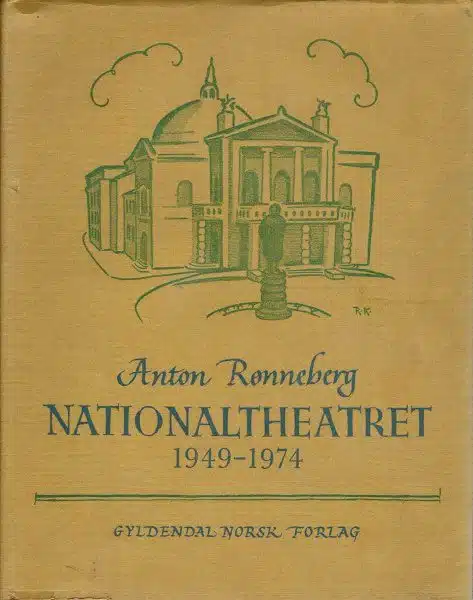 R.K.
Anton Rønneberg
NATIONALTHEATRET
1949-1974
GYLDENDAL NORSK FORLAG